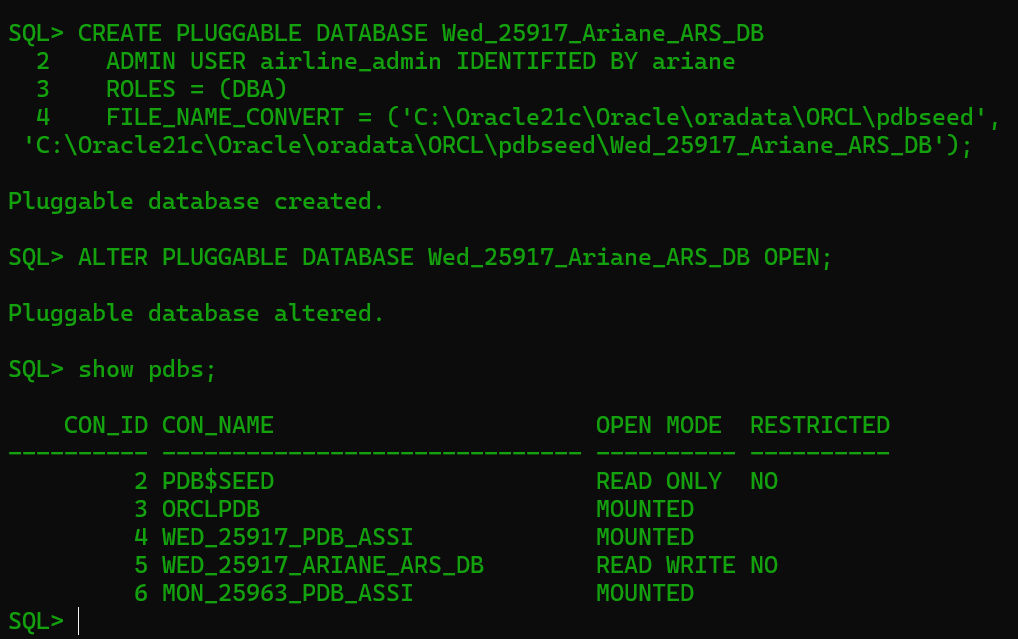 SQL> CREATE PLUGGABLE DATABASE Wed_25917_Ariane_ARS_DB
  2    ADMIN USER airline_admin IDENTIFIED BY ariane
  3    ROLES = (DBA)
  4    FILE_NAME_CONVERT = ('C:\Oracle21c\Oracle\oradata\ORCL\pdbseed',
 'C:\Oracle21c\Oracle\oradata\ORCL\pdbseed\Wed_25917_Ariane_ARS_DB');
Pluggable database created.
SQL> ALTER PLUGGABLE DATABASE Wed_25917_Ariane_ARS_DB OPEN;
Pluggable database altered.
SQL> show pdbs;
    CON_ID CON_NAME                       OPEN MODE  RESTRICTED
---------- ------------------------------ ---------- ----------
         2 PDB$SEED                       READ ONLY  NO
         3 ORCLPDB                        MOUNTED
         4 WED_25917_PDB_ASSI             MOUNTED
         5 WED_25917_ARIANE_ARS_DB        READ WRITE NO
         6 MON_25963_PDB_ASSI             MOUNTED
SQL>